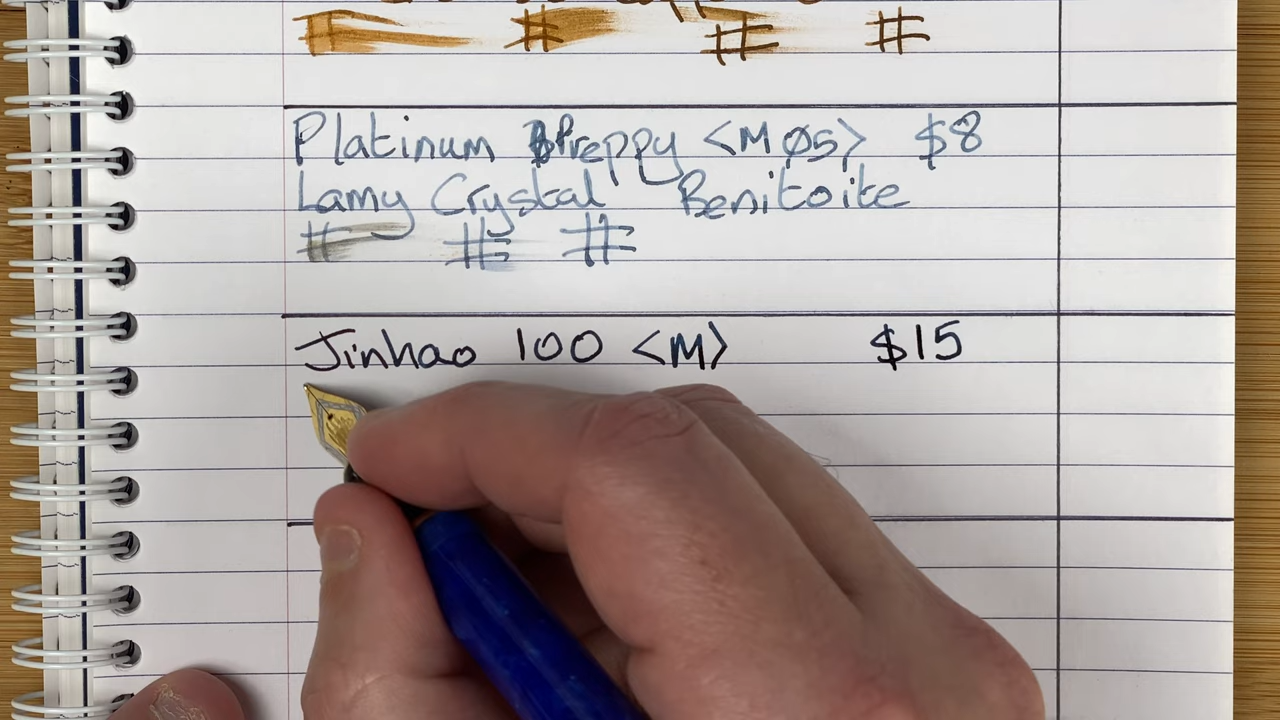 # # # #
Platinum Preppy <M 05> $8
Lamy Crystal Benitoite
# # #
Jinhao 100 <M> $15